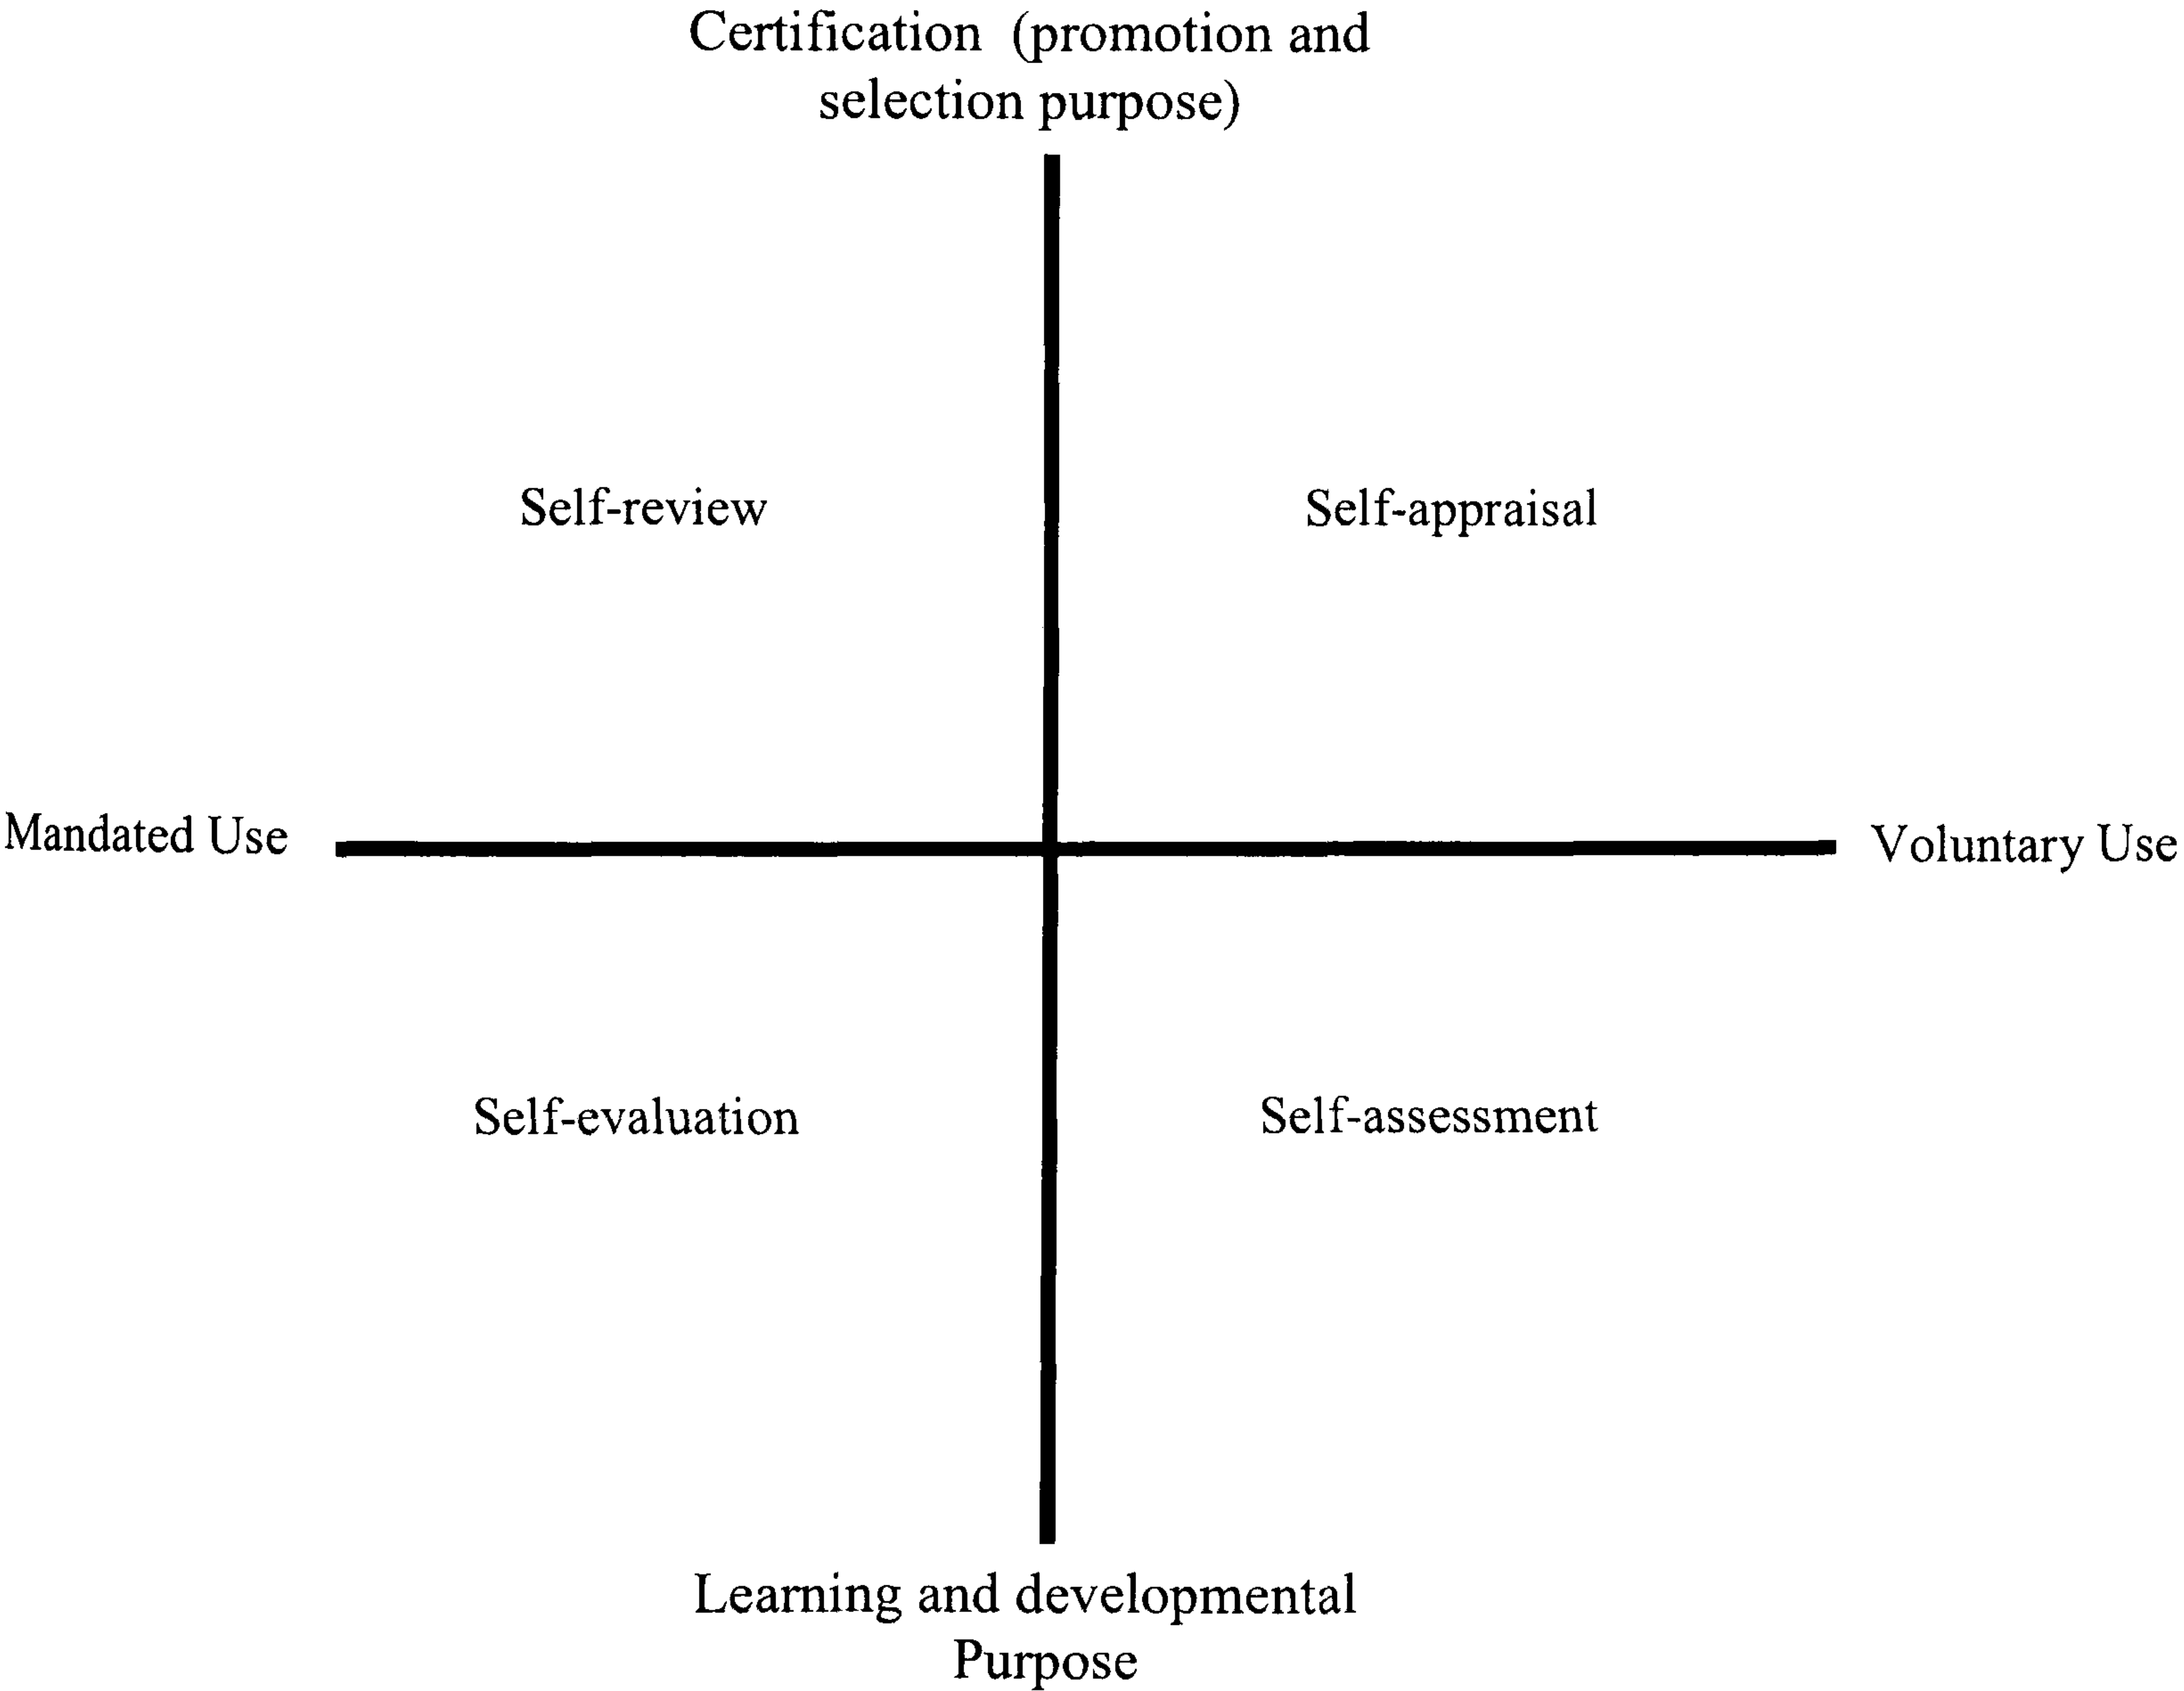 Certification (promotion and
selection purpose)
Self-review
Self-appraisal
Mandated Use
Voluntary Use
Self-evaluation
Self-assessment
Learning and developmental
Purpose